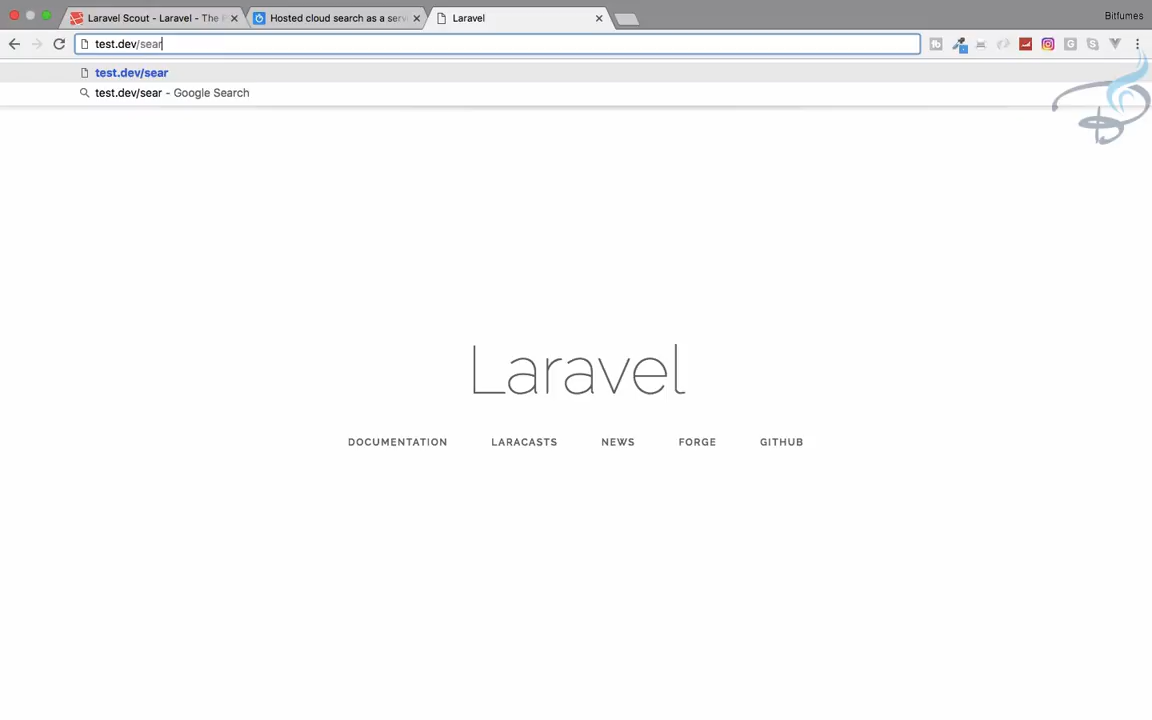 Laravel Scout - Laravel - The P
Hosted cloud search as a servi
Laravel
Bitfumes
test.dev/sear
test.dev/sear
test.dev/sear - Google Search
Laravel
DOCUMENTATION LARACASTS NEWS FORGE GITHUB